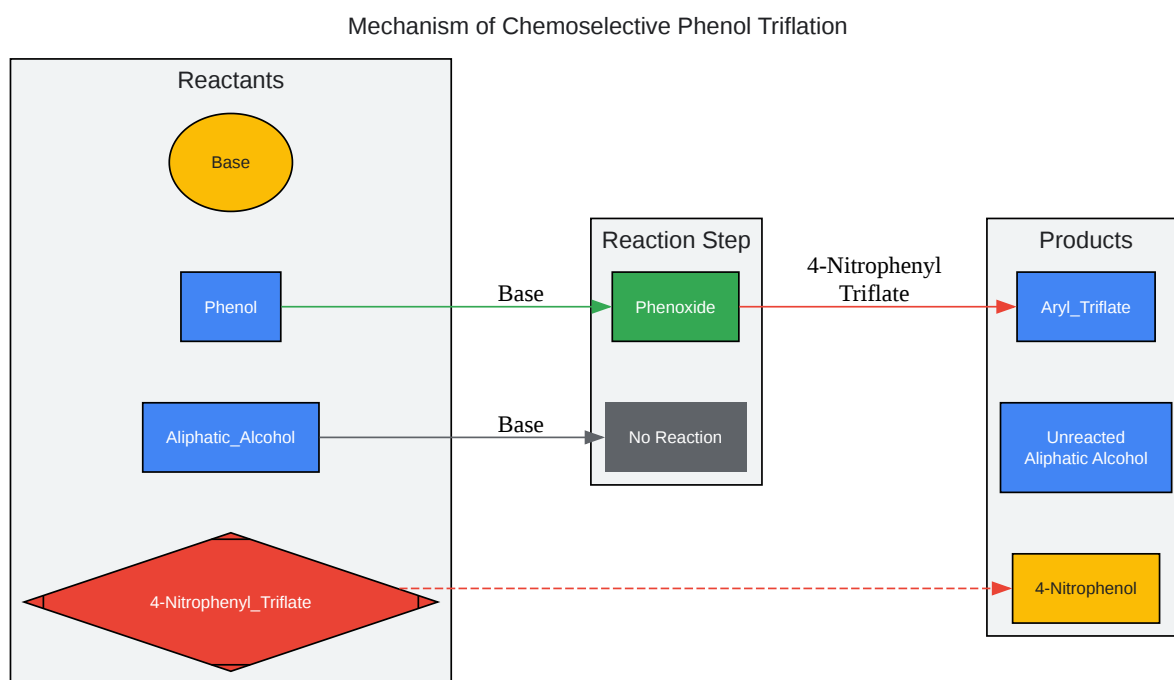 Mechanism of Chemoselective Phenol Triflation
Reactants
Base
Phenol
Base
Aliphatic_Alcohol
Base
4-Nitrophenyl_Triflate
Reaction Step
Phenoxide
No Reaction
4-Nitrophenyl
Triflate
Products
Aryl_Triflate
Unreacted
Aliphatic Alcohol
4-Nitrophenol